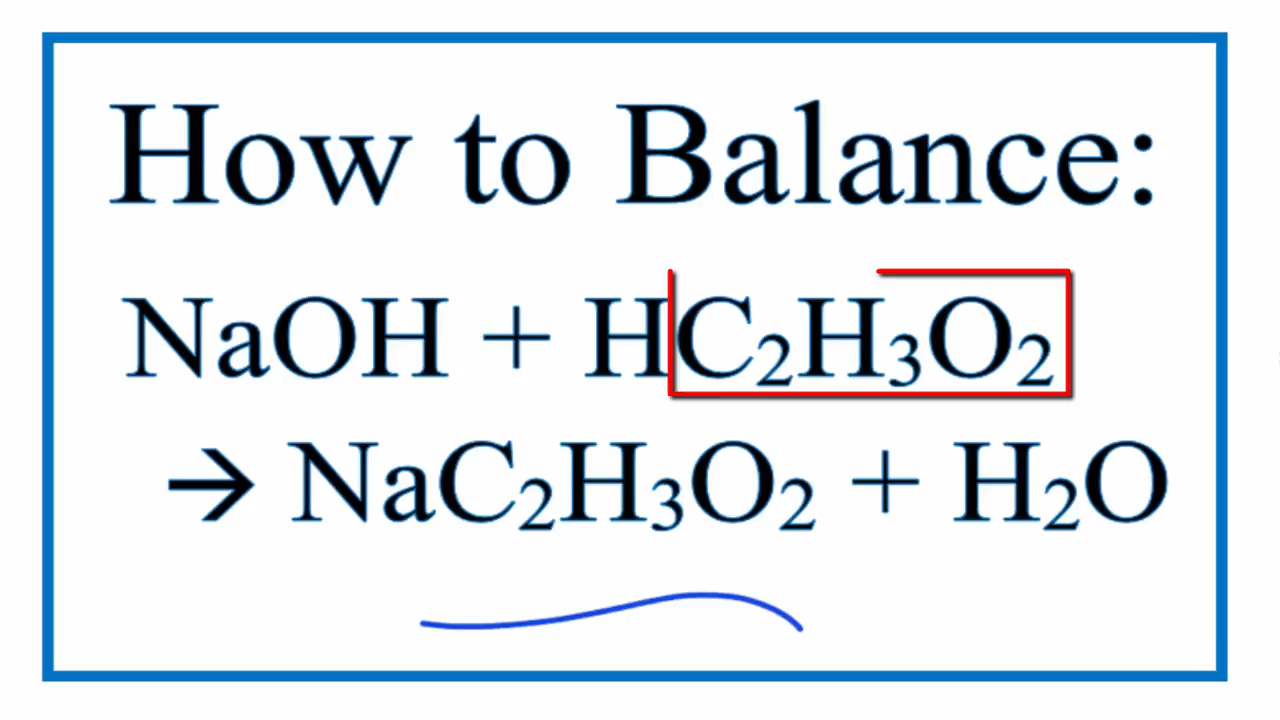 How to Balance:
NaOH + HC₂H₃O₂
→ NaC₂H₃O₂ + H₂O